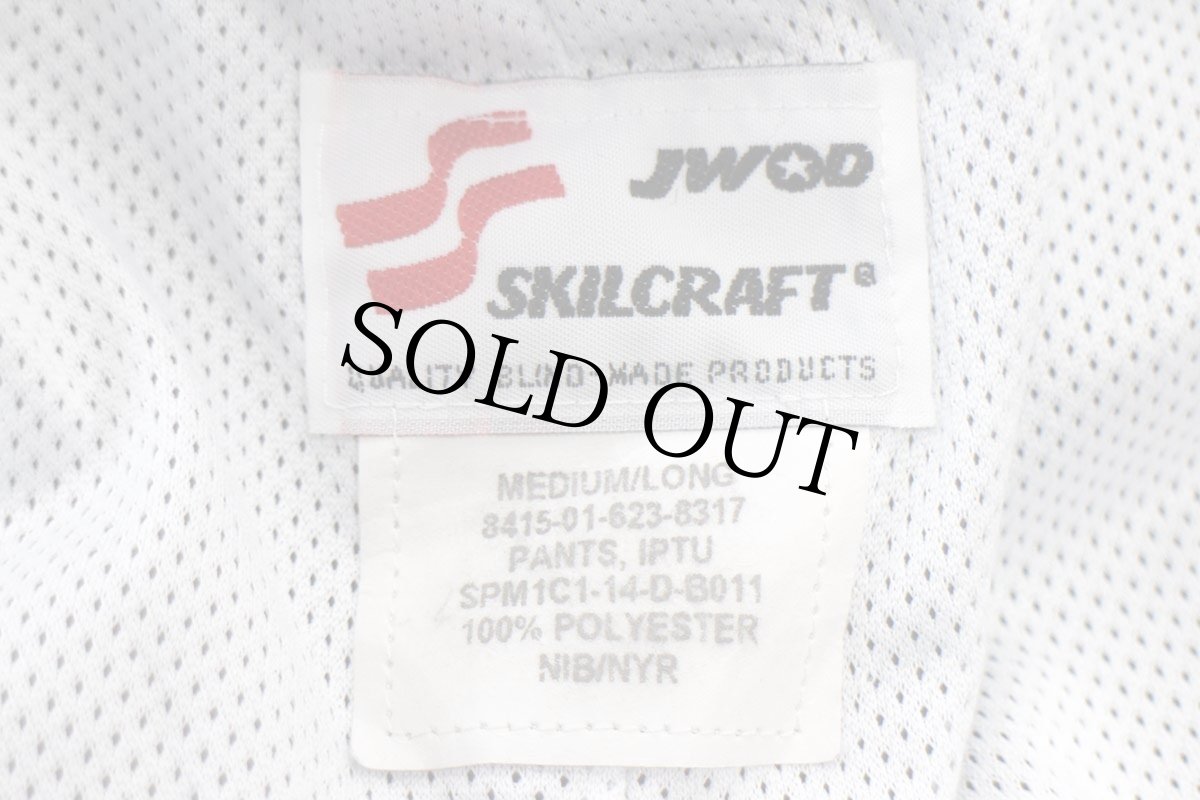 JWOD
SKILCRAFT®
QUALITY BLIND-MADE PRODUCTS
SOLD OUT
MEDIUM/LONG
8415-01-623-8317
PANTS, IPTU
SPM1C1-14-D-B011
100% POLYESTER
NIB/NYR